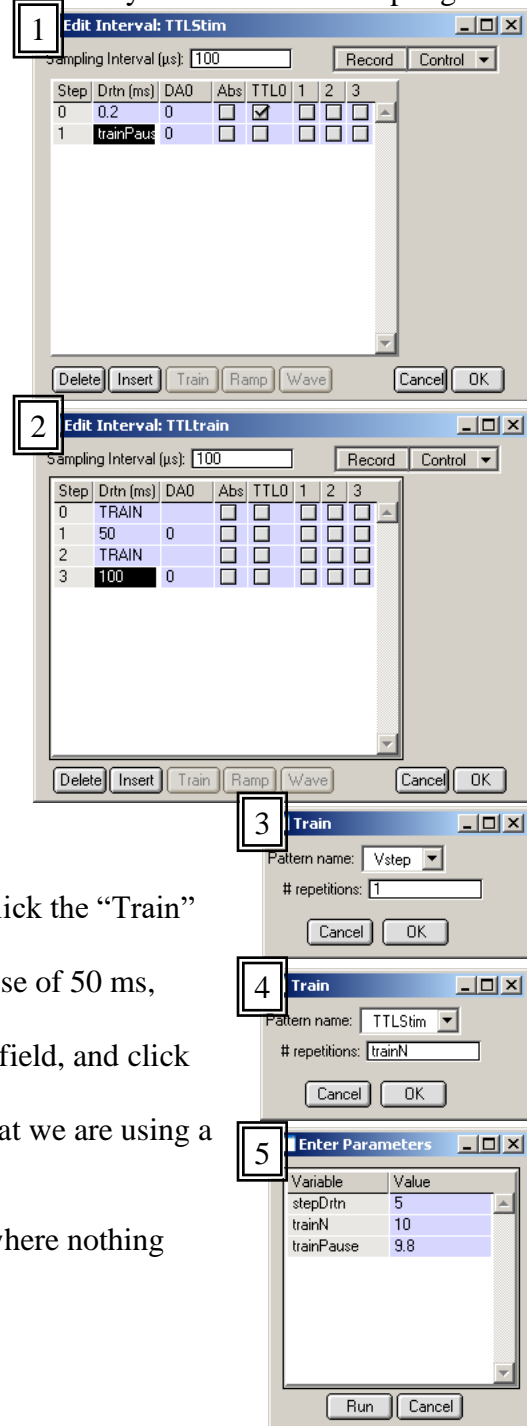 1
Edit Interval: TTLStim
Sampling Interval (µs): 100
Record Control
Step Drtn (ms) DA0 Abs TTL0 1 2 3
0 0.2 0
1 trainPaus 0
Delete Insert Train Ramp Wave Cancel OK
2
Edit Interval: TTLtrain
Sampling Interval (µs): 100
Record Control
Step Drtn (ms) DA0 Abs TTL0 1 2 3
0 TRAIN
1 50 0
2 TRAIN
3 100 0
Delete Insert Train Ramp Wave Cancel OK
3
Train
Pattern name: Vstep
# repetitions: 1
Cancel OK
lick the “Train”
se of 50 ms,
field, and click
at we are using a
where nothing
4
Train
Pattern name: TTLStim
# repetitions: trainN
Cancel OK
5
Enter Parameters
Variable Value
stepDrtn 5
trainN 10
trainPause 9.8
Run Cancel